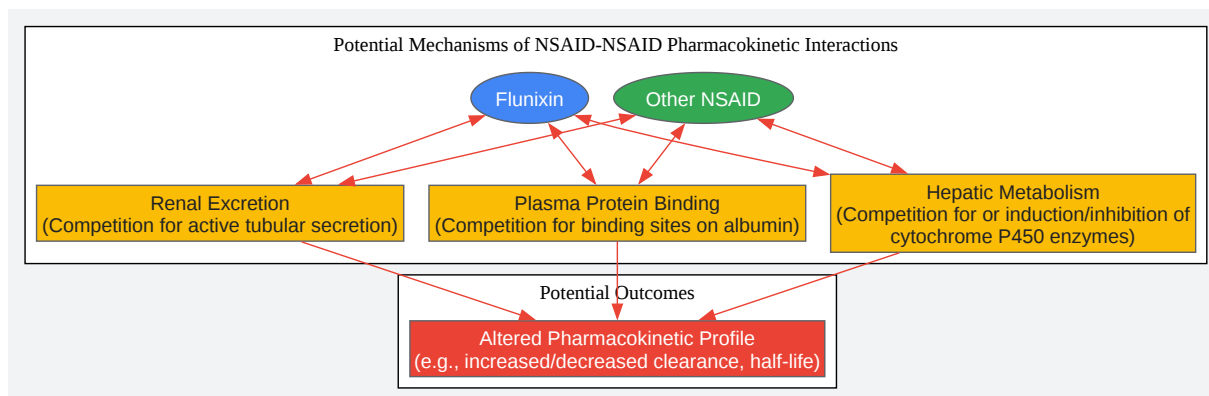 Potential Mechanisms of NSAID-NSAID Pharmacokinetic Interactions
Flunixin
Other NSAID
Renal Excretion
(Competition for active tubular secretion)
Plasma Protein Binding
(Competition for binding sites on albumin)
Hepatic Metabolism
(Competition for or induction/inhibition of
cytochrome P450 enzymes)
Potential Outcomes
Altered Pharmacokinetic Profile
(e.g., increased/decreased clearance, half-life)